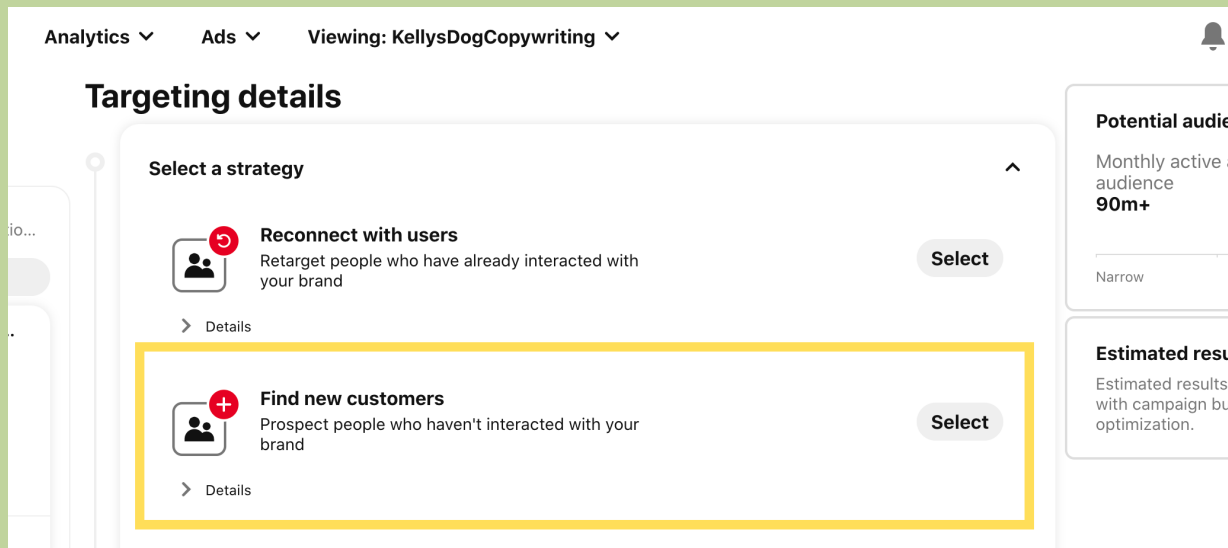 Analytics Ads Viewing: KellysDogCopywriting
Targeting details
Select a strategy
Reconnect with users
Retarget people who have already interacted with
your brand
Select
Details
Find new customers
Prospect people who haven't interacted with your
brand
Select
Details
Potential
Monthly active
audience
90m+
Narrow
Estimated
Estimated results
with campaign
optimization.